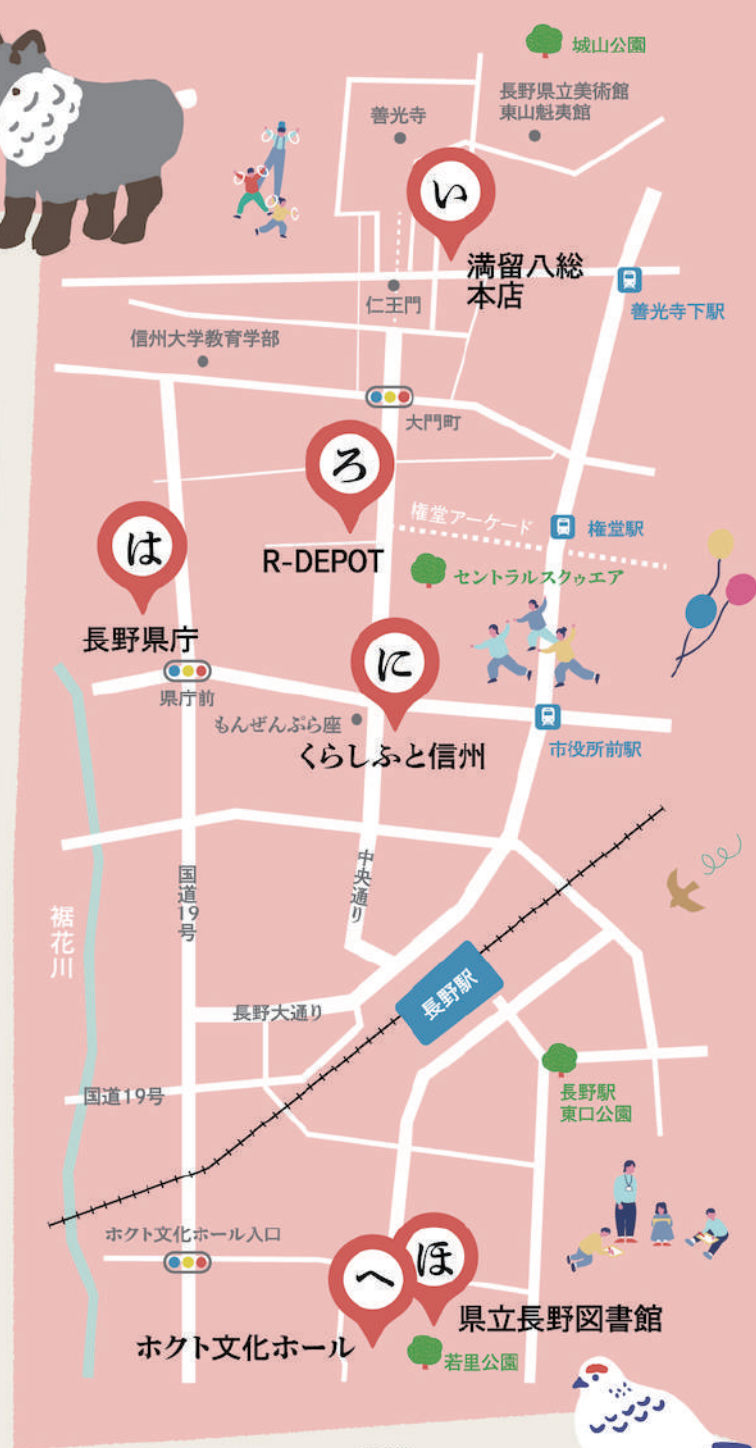 城山公園
長野県立美術館
東山魁夷館
善光寺
い
満留八総
本店
仁王門
善光寺下駅
信州大学教育学部
大門町
ろ
R-DEPOT
権堂アーケード
権堂駅
は
長野県庁
セントラルスクゥエア
に
県庁前
もんぜんぷら座
くらしふと信州
市役所前駅
国道19号
中央通り
裾花川
長野駅
長野大通り
国道19号
長野駅
東口公園
ホクト文化ホール入口
へ
ほ
県立長野図書館
ホクト文化ホール
若里公園